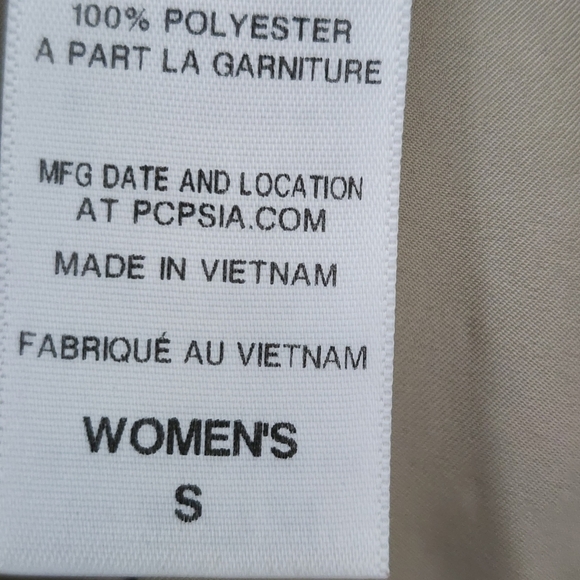 100% POLYESTER
A PART LA GARNITURE
MFG DATE AND LOCATION
AT PCPSIA.COM
MADE IN VIETNAM
FABRIQUÉ AU VIETNAM
WOMEN'S
S